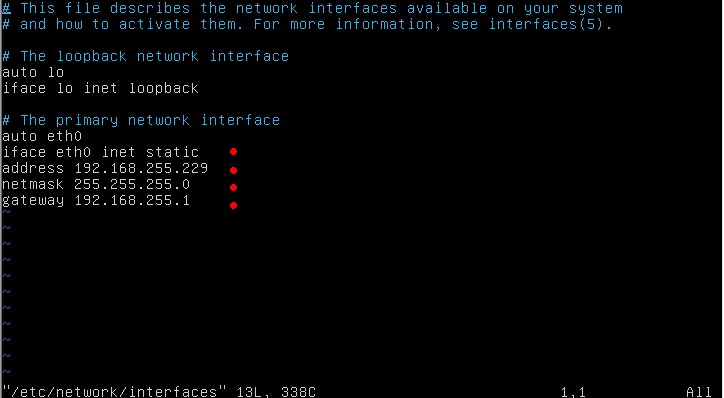 # This file describes the network interfaces available on your system
# and how to activate them. For more information, see interfaces(5).
# The loopback network interface
auto lo
iface lo inet loopback
# The primary network interface
auto eth0
iface eth0 inet static
address 192.168.255.229
netmask 255.255.255.0
gateway 192.168.255.1
~
~
~
~
~
~
~
~
~
~
~
"/etc/network/interfaces" 13L, 338C 1,1 All